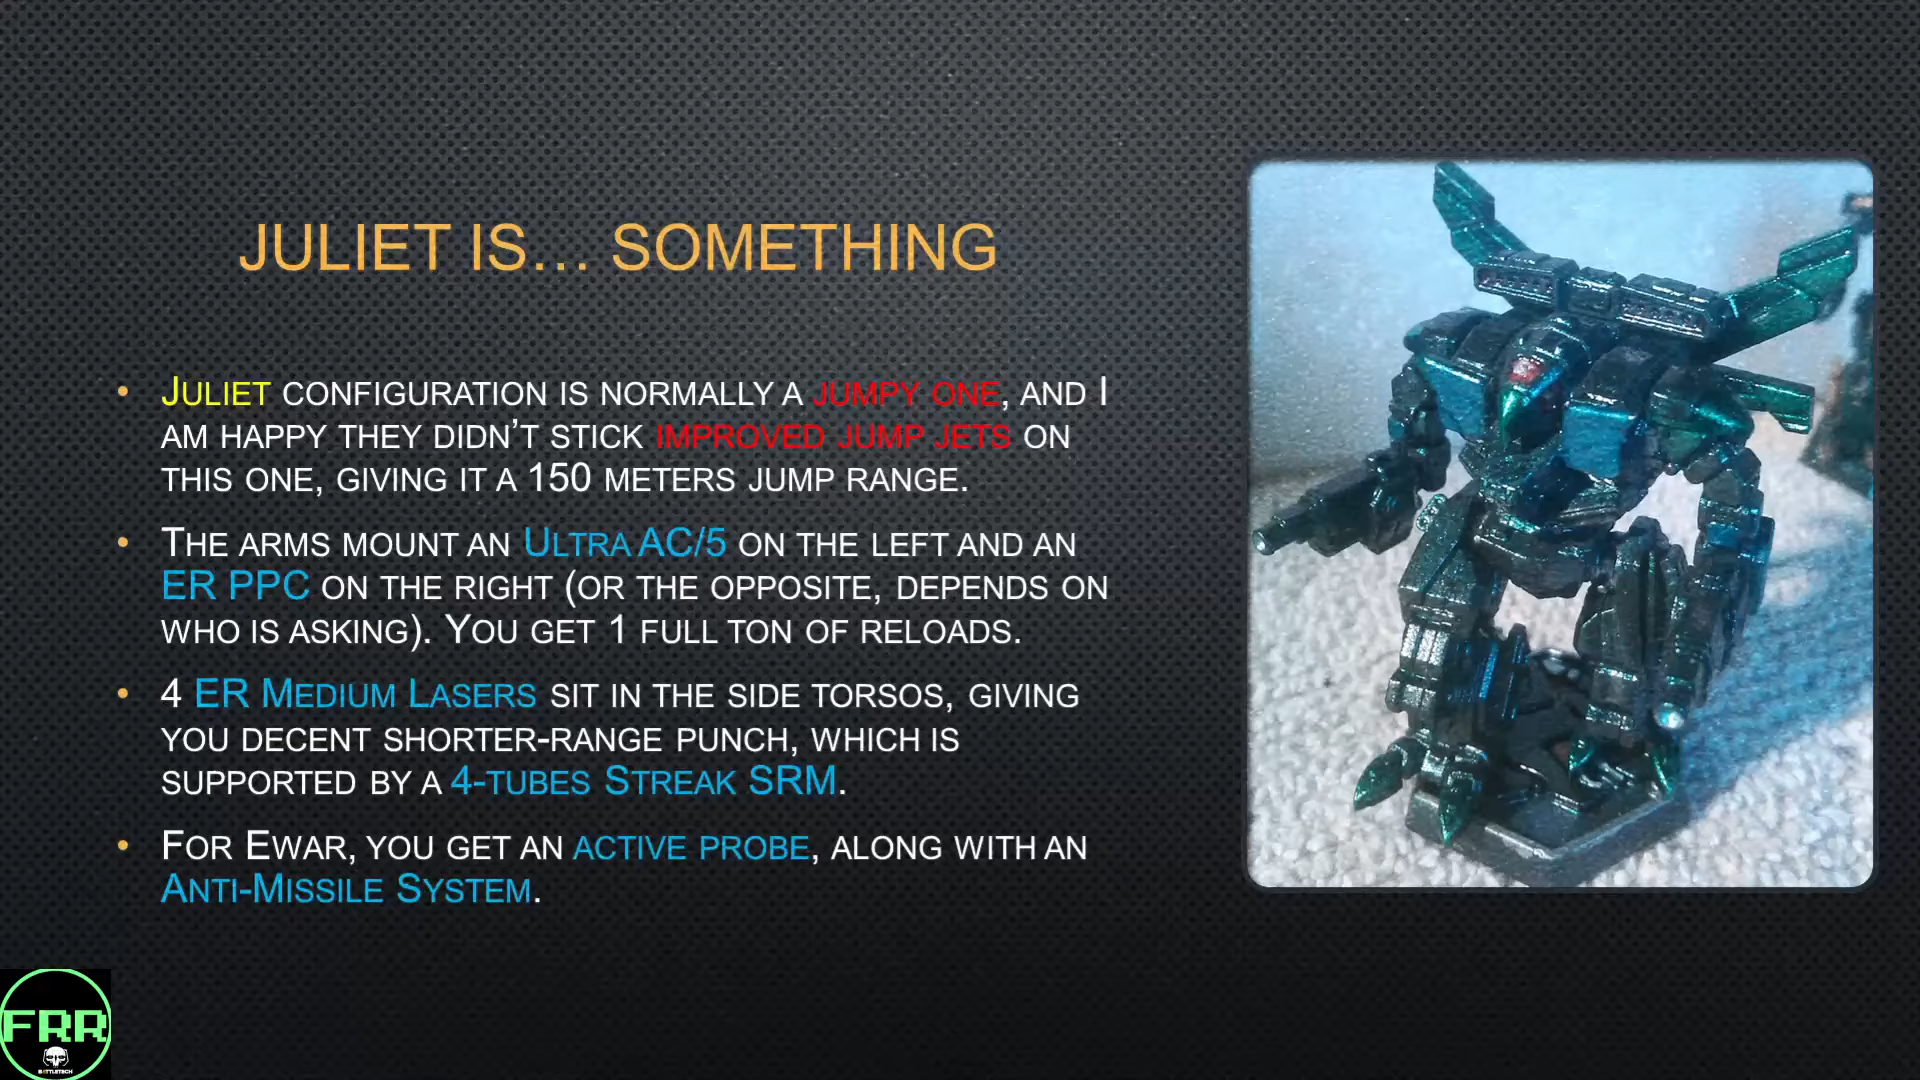 JULIET IS… SOMETHING
• JULIET CONFIGURATION IS NORMALLY A JUMPY ONE, AND I
AM HAPPY THEY DIDN’T STICK IMPROVED JUMP JETS ON
THIS ONE, GIVING IT A 150 METERS JUMP RANGE.
• THE ARMS MOUNT AN ULTRA AC/5 ON THE LEFT AND AN
ER PPC ON THE RIGHT (OR THE OPPOSITE, DEPENDS ON
WHO IS ASKING). YOU GET 1 FULL TON OF RELOADS.
• 4 ER MEDIUM LASERS SIT IN THE SIDE TORSOS, GIVING
YOU DECENT SHORTER-RANGE PUNCH, WHICH IS
SUPPORTED BY A 4-TUBES STREAK SRM.
• FOR EWAR, YOU GET AN ACTIVE PROBE, ALONG WITH AN
ANTI-MISSILE SYSTEM.
FRR
BATTLETECH